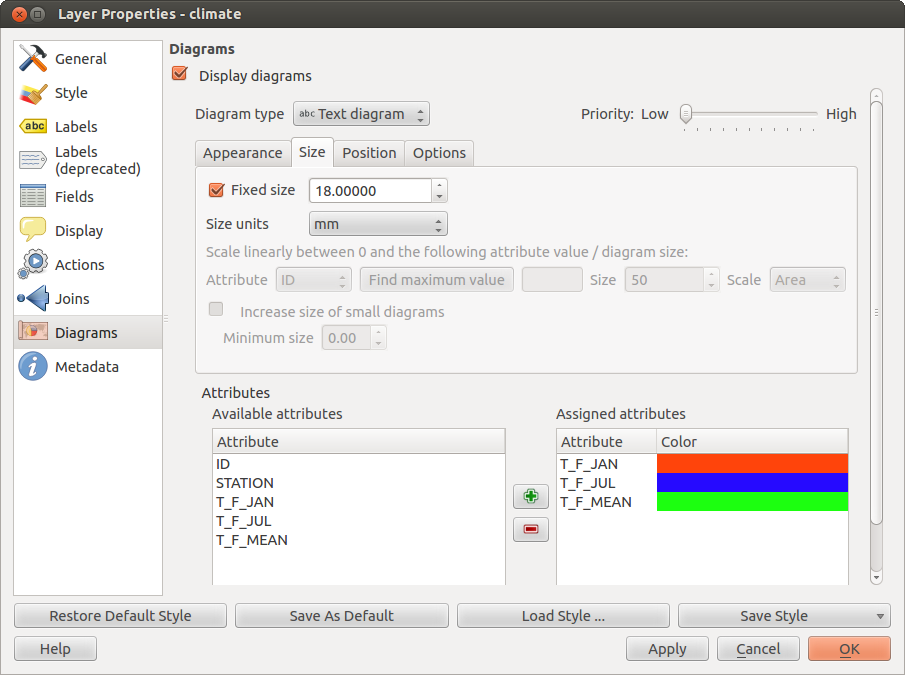 Layer Properties - climate
General
Style
abc Labels
Labels
(deprecated)
Fields
Display
Actions
Joins
Diagrams
i Metadata
Diagrams
Display diagrams
Diagram type abc Text diagram Priority: Low High
Appearance Size Position Options
Fixed size 18.00000
Size units mm
Scale linearly between 0 and the following attribute value / diagram size:
Attribute ID Find maximum value Size 50 Scale Area
Increase size of small diagrams
Minimum size 0.00
Attributes
Available attributes
Attribute
ID
STATION
T_F_JAN
T_F_JUL
T_F_MEAN
Assigned attributes
Attribute Color
T_F_JAN
T_F_JUL
T_F_MEAN
Restore Default Style Save As Default Load Style ... Save Style
Help Apply Cancel OK